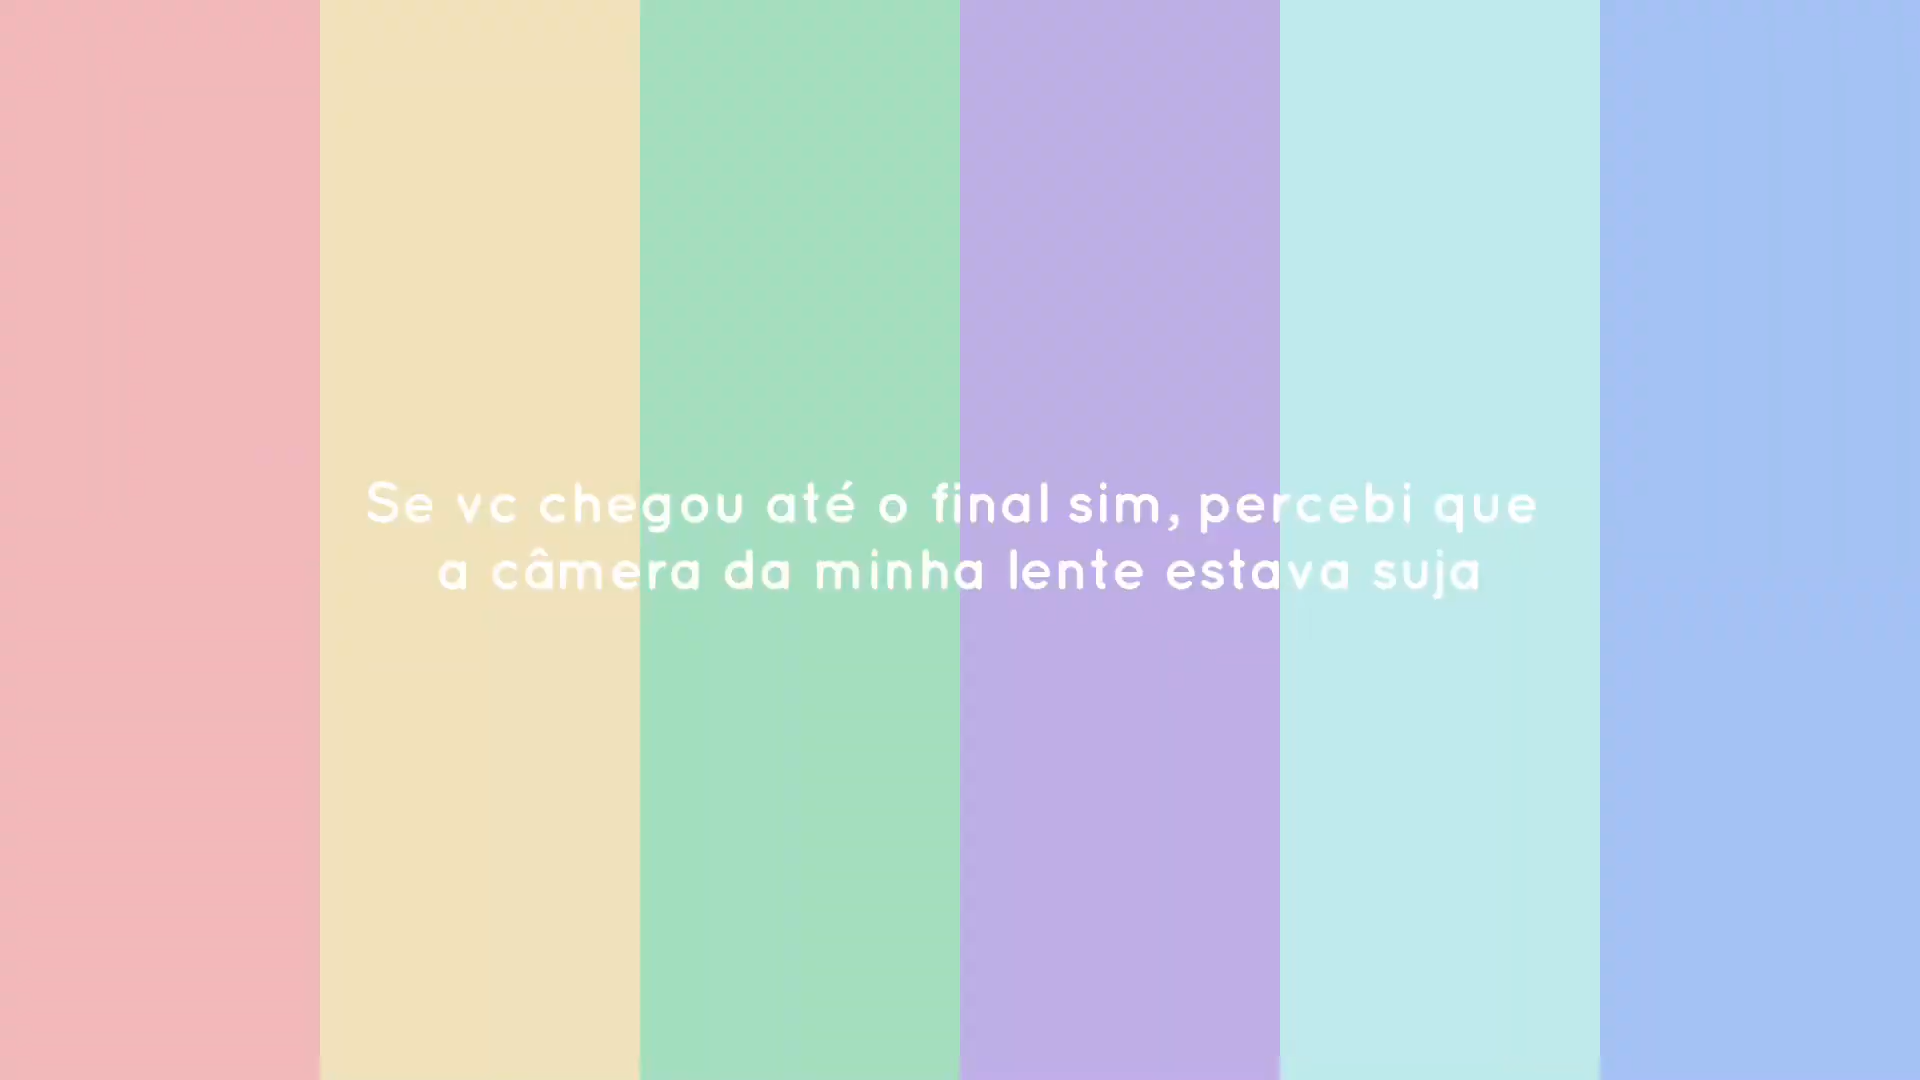 Se vc chegou até o final sim, percebi que
a câmera da minha lente estava suja